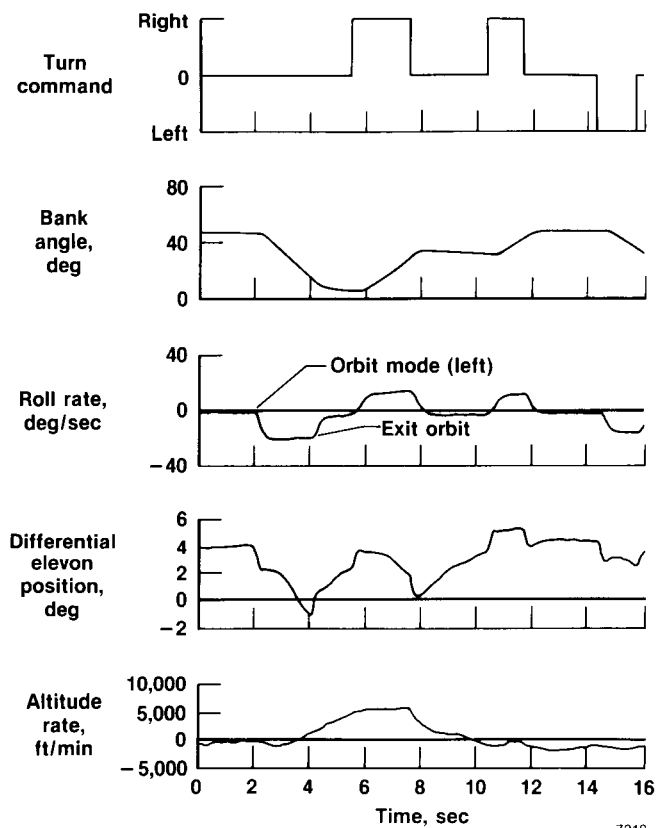 Right
Turn
command
0
Left
Bank
angle,
deg
80
40
0
Roll rate,
deg/sec
40
0
−40
Orbit mode (left)
Exit orbit
Differential
elevon
position,
deg
6
4
2
0
−2
Altitude
rate,
ft/min
10,000
5,000
0
−5,000
0 2 4 6 8 10 12 14 16
Time, sec